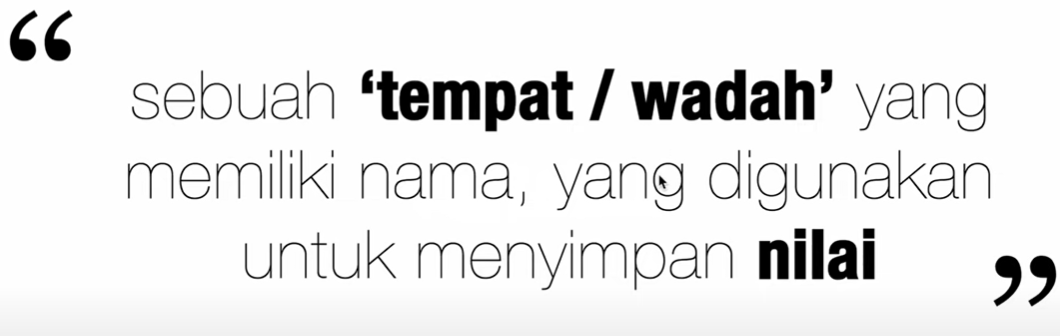 “
sebuah ‘tempat / wadah’ yang
memiliki nama, yang digunakan
untuk menyimpan nilai
”